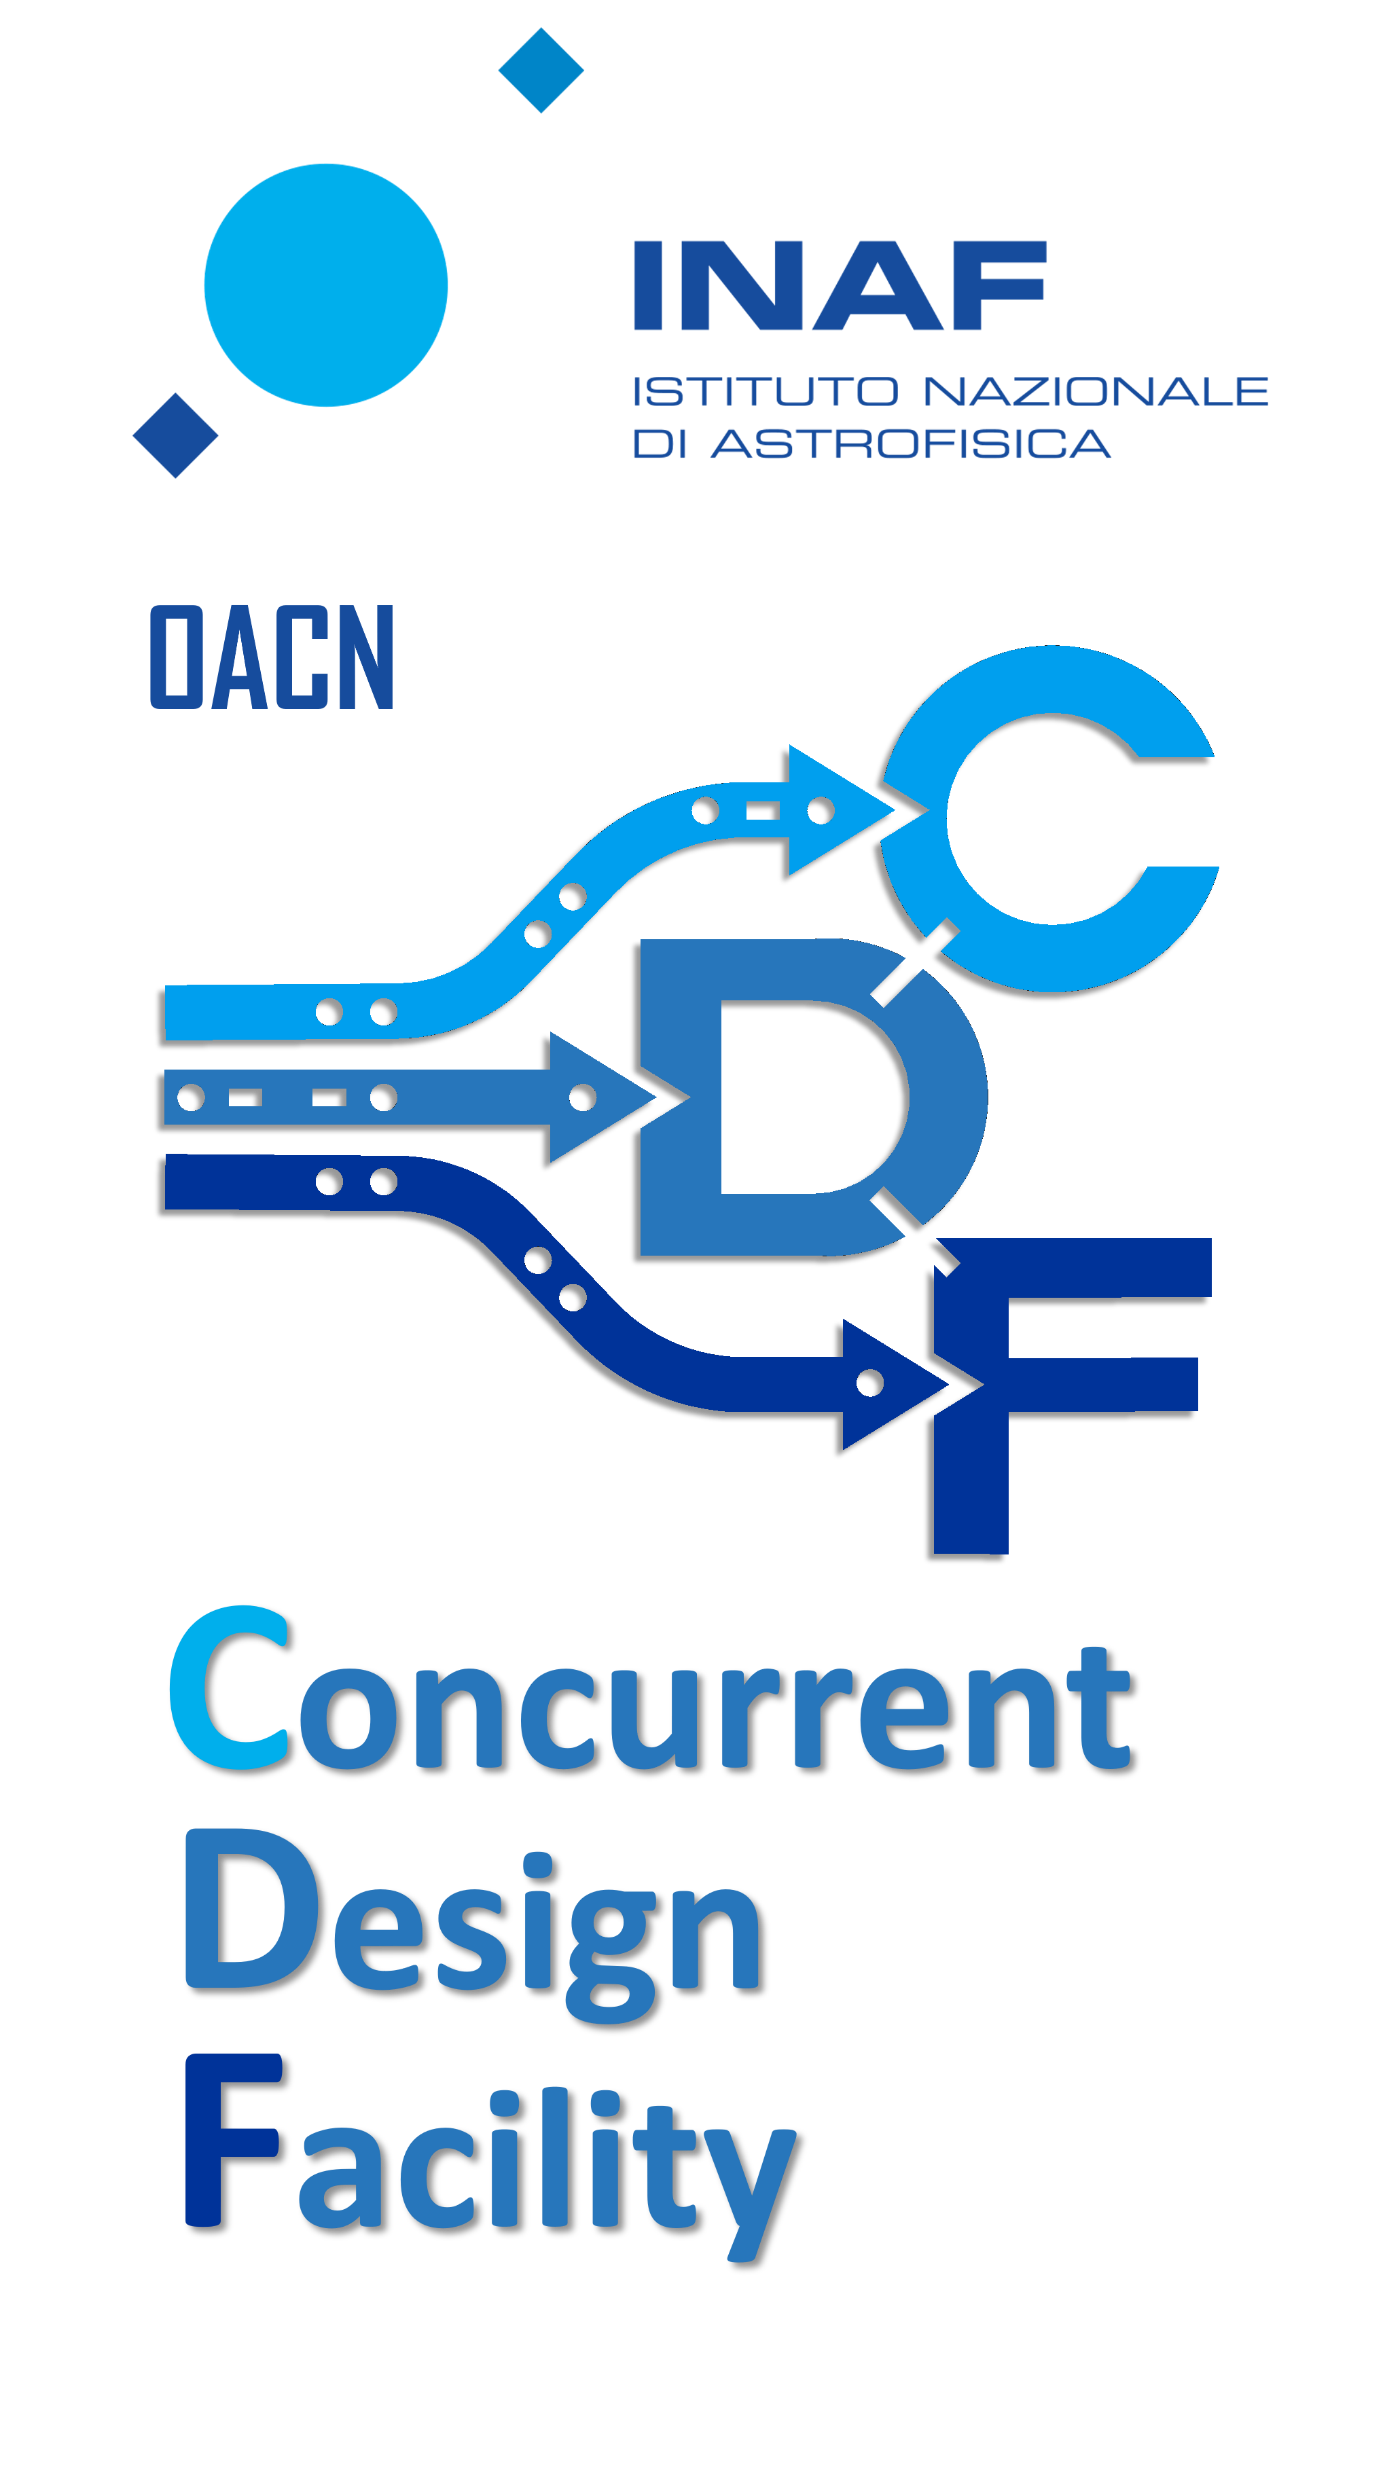 INAF
ISTITUTO NAZIONALE
DI ASTROFISICA
OACN
C
D
F
Concurrent
Design
Facility